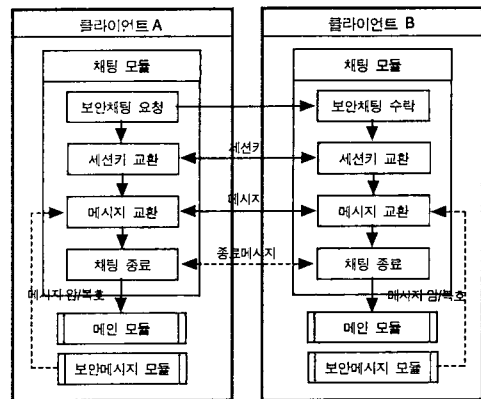 클라이언트 A
클라이언트 B
채팅 모듈
채팅 모듈
보안채팅 요청
보안채팅 수락
세션키
세션키 교환
세션키 교환
메시지
메시지 교환
메시지 교환
종료메시지
채팅 종료
채팅 종료
메시지 암/복호
메시지 암/복호
메인 모듈
메인 모듈
보안메시지 모듈
보안메시지 모듈